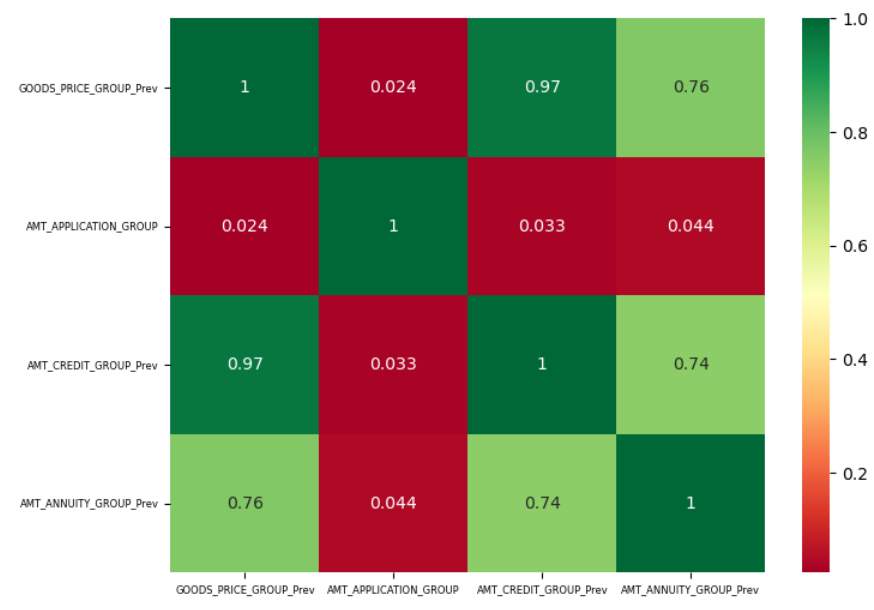 GOODS_PRICE_GROUP_Prev 1 0.024 0.97 0.76
AMT_APPLICATION_GROUP 0.024 1 0.033 0.044
AMT_CREDIT_GROUP_Prev 0.97 0.033 1 0.74
AMT_ANNUITY_GROUP_Prev 0.76 0.044 0.74 1
GOODS_PRICE_GROUP_Prev AMT_APPLICATION_GROUP AMT_CREDIT_GROUP_Prev AMT_ANNUITY_GROUP_Prev
1.0
0.8
0.6
0.4
0.2